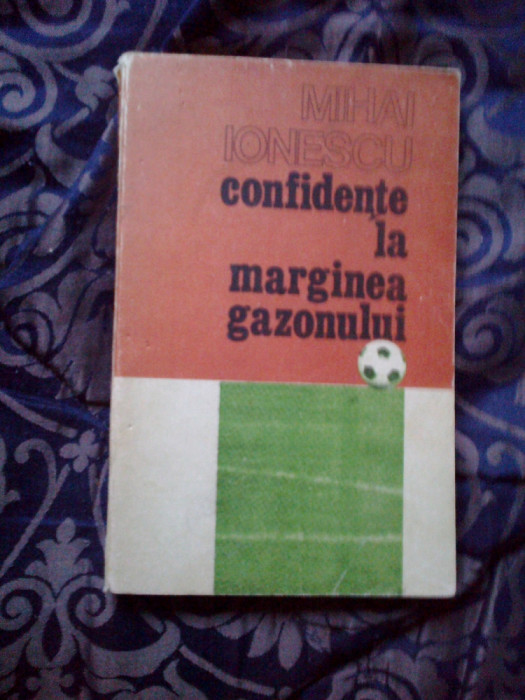 MIHAI
IONESCU
confidențe
la
marginea
gazonului